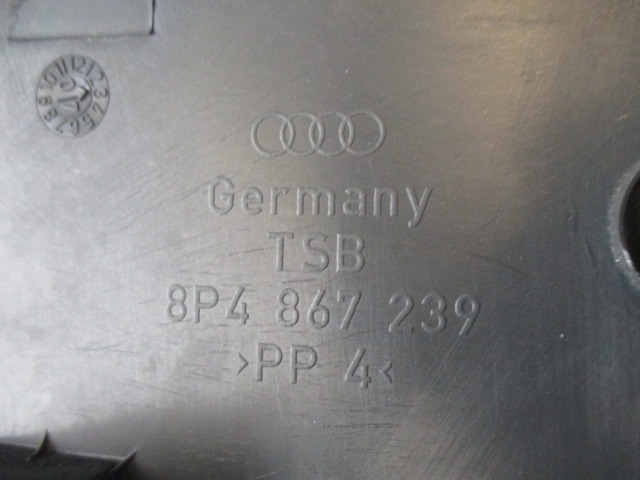 Germany
TSB
8P4 867 239
>PP 4<